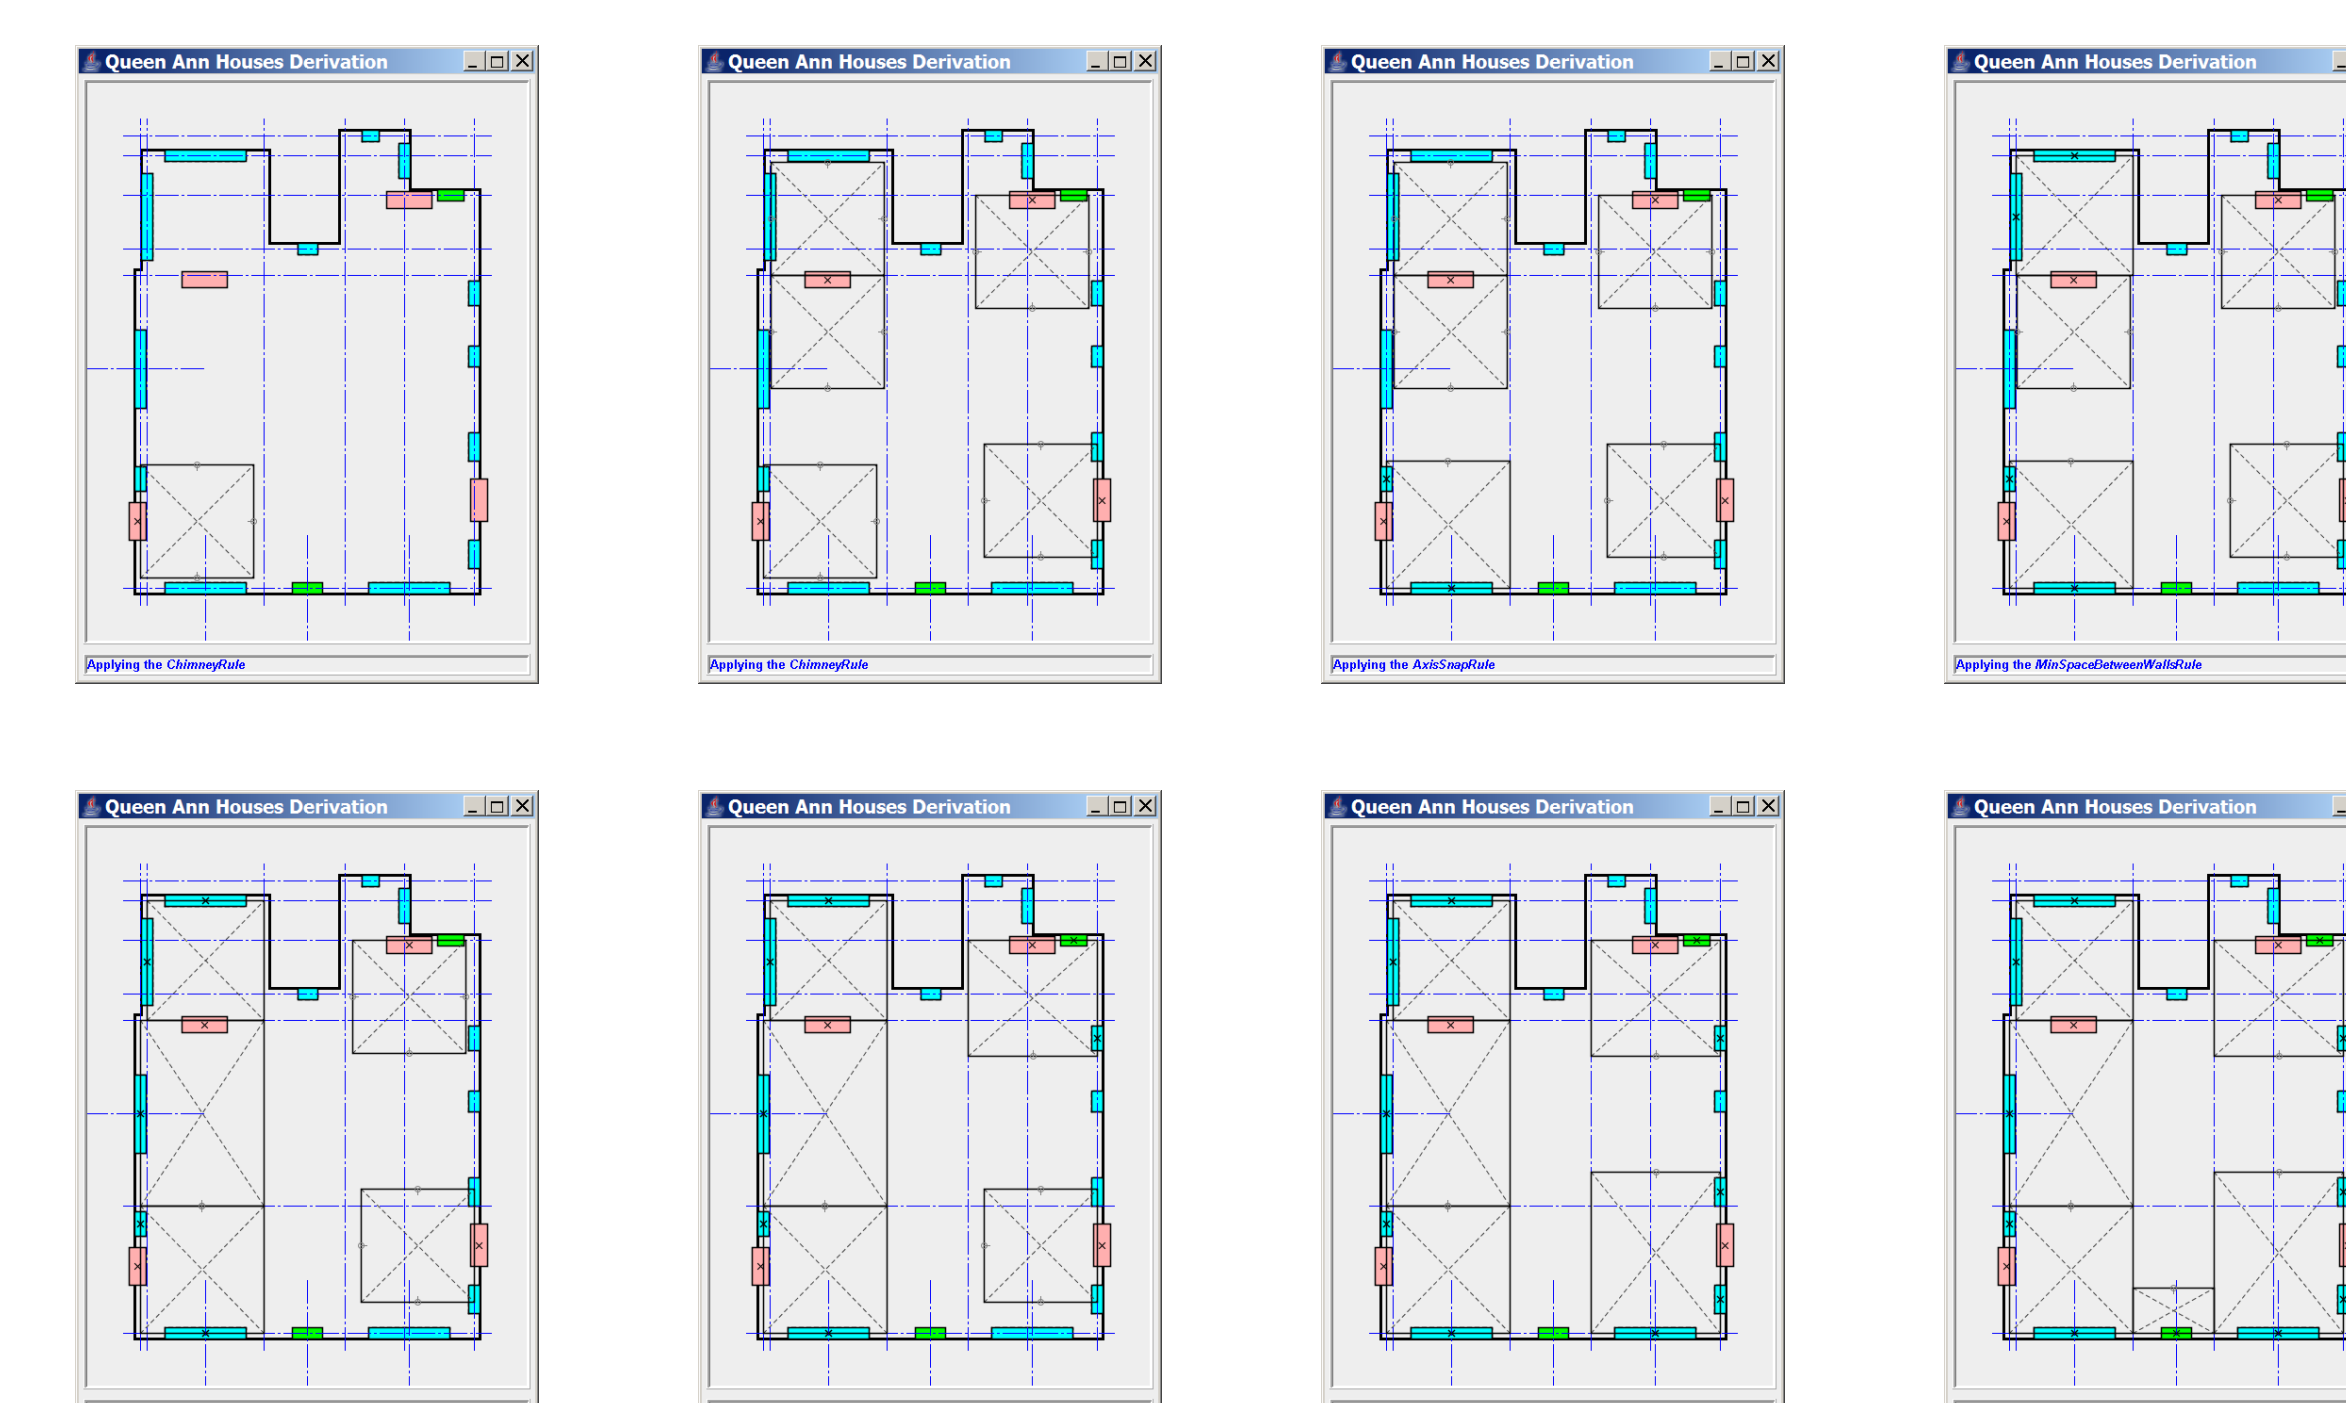 Queen Ann Houses Derivation
Queen Ann Houses Derivation
Queen Ann Houses Derivation
Queen Ann Houses Derivation
Applying the ChimneyRule
Applying the ChimneyRule
Applying the AxisSnapRule
Applying the MinSpaceBetweenWallsRule
Queen Ann Houses Derivation
Queen Ann Houses Derivation
Queen Ann Houses Derivation
Queen Ann Houses Derivation